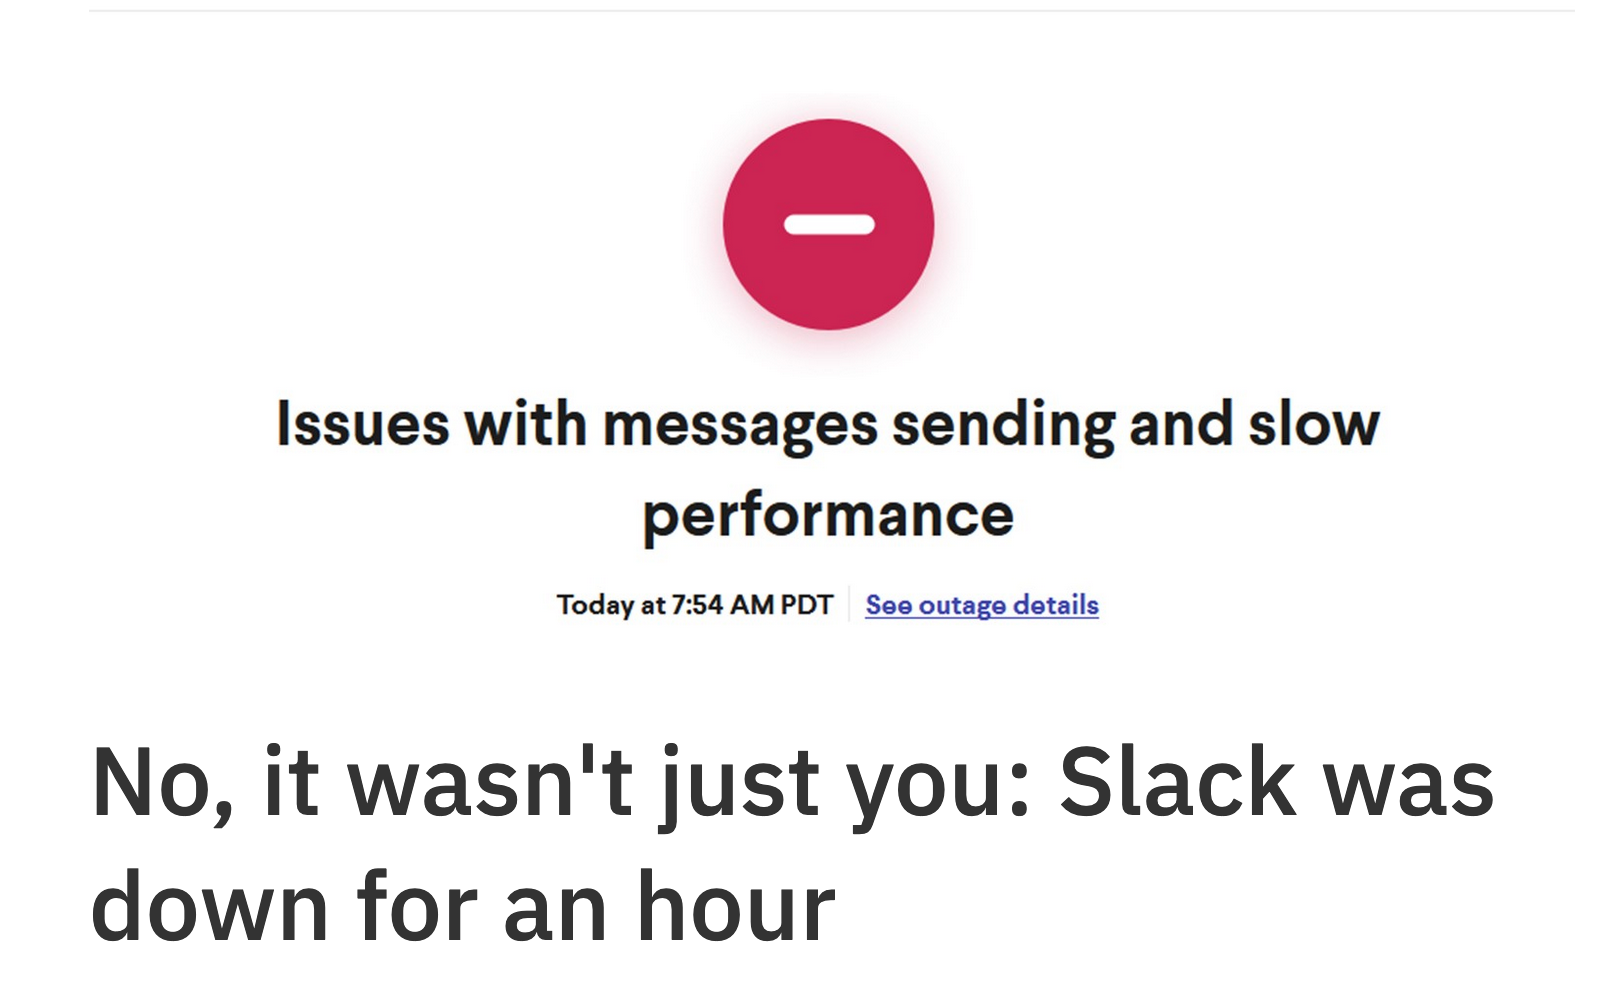 Issues with messages sending and slow
performance
Today at 7:54 AM PDT See outage details
No, it wasn't just you: Slack was
down for an hour